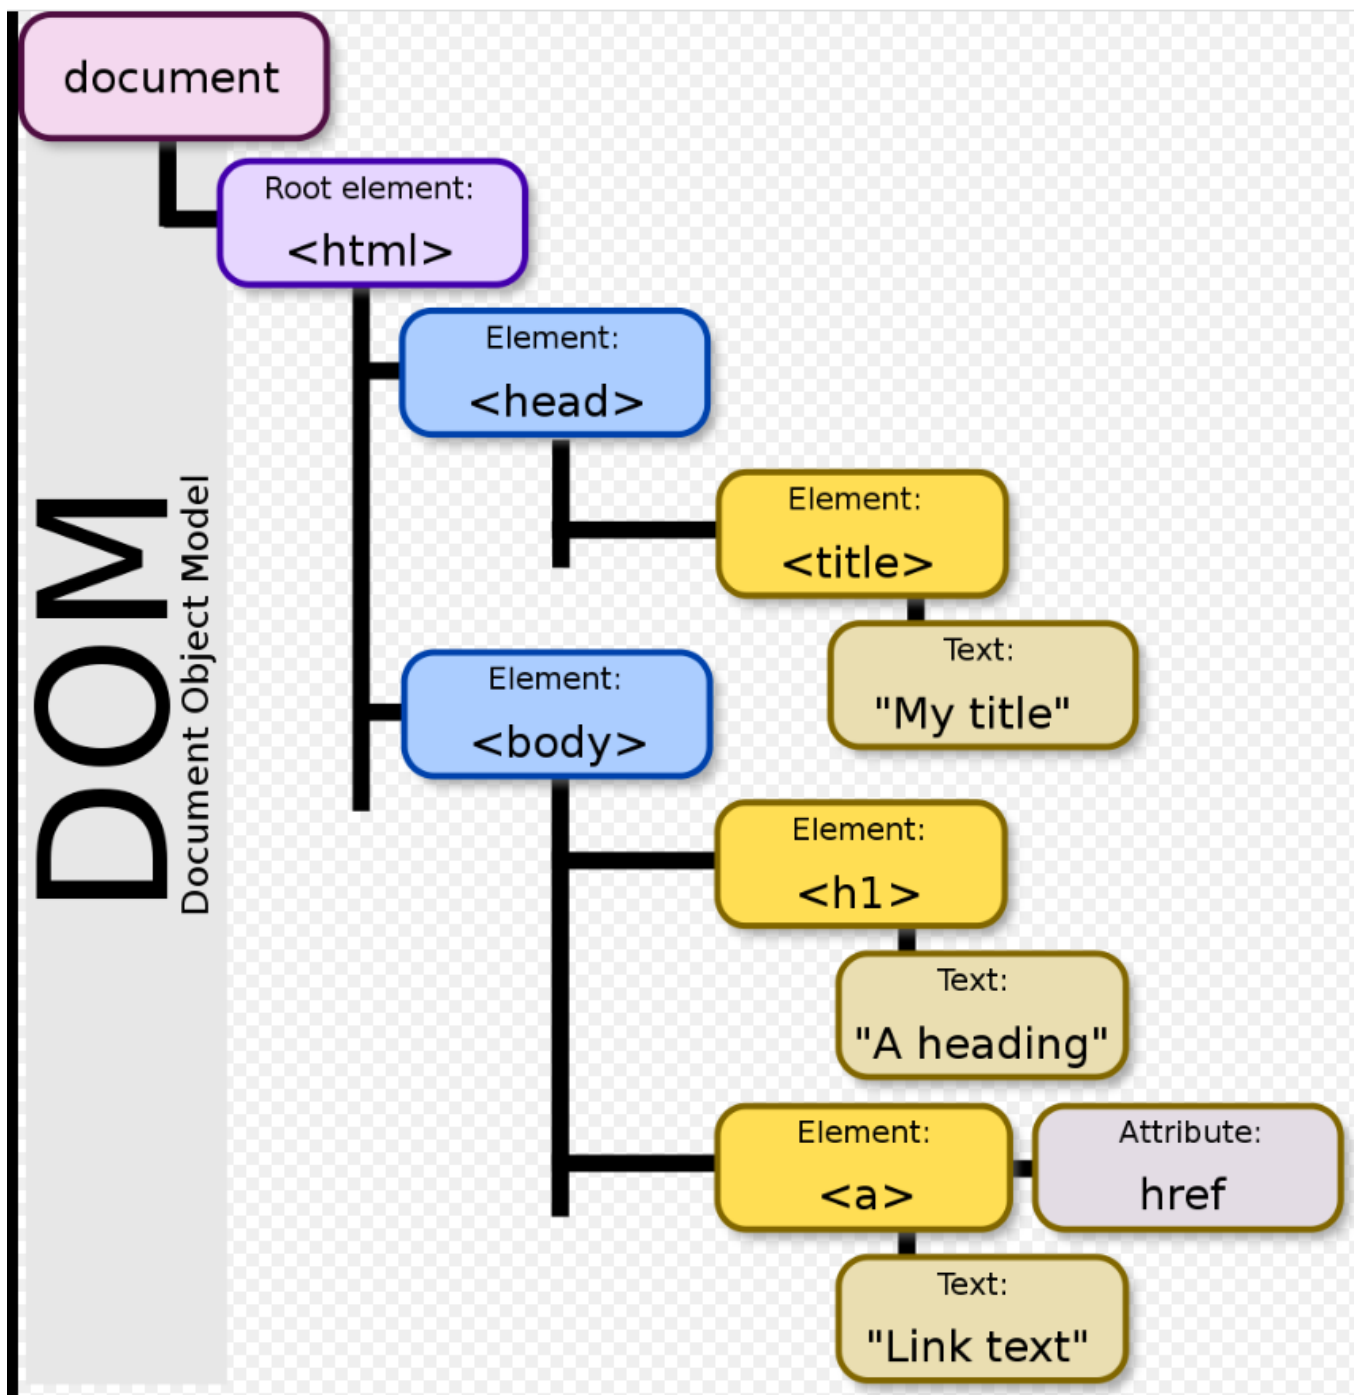 document
Root element:
<html>
Element:
<head>
Element:
<title>
Text:
"My title"
Element:
<body>
Element:
<h1>
Text:
"A heading"
Element:
<a>
Attribute:
href
Text:
"Link text"
DOM
Document Object Model